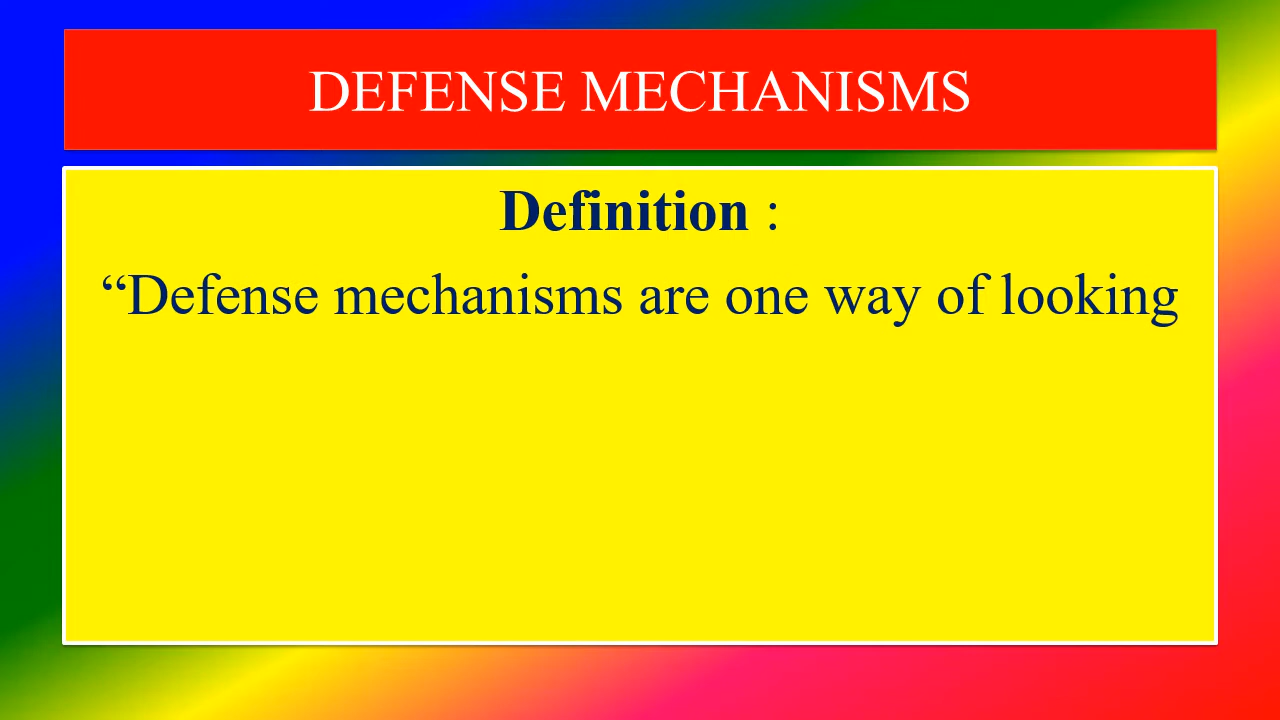 DEFENSE MECHANISMS
Definition :
“Defense mechanisms are one way of looking